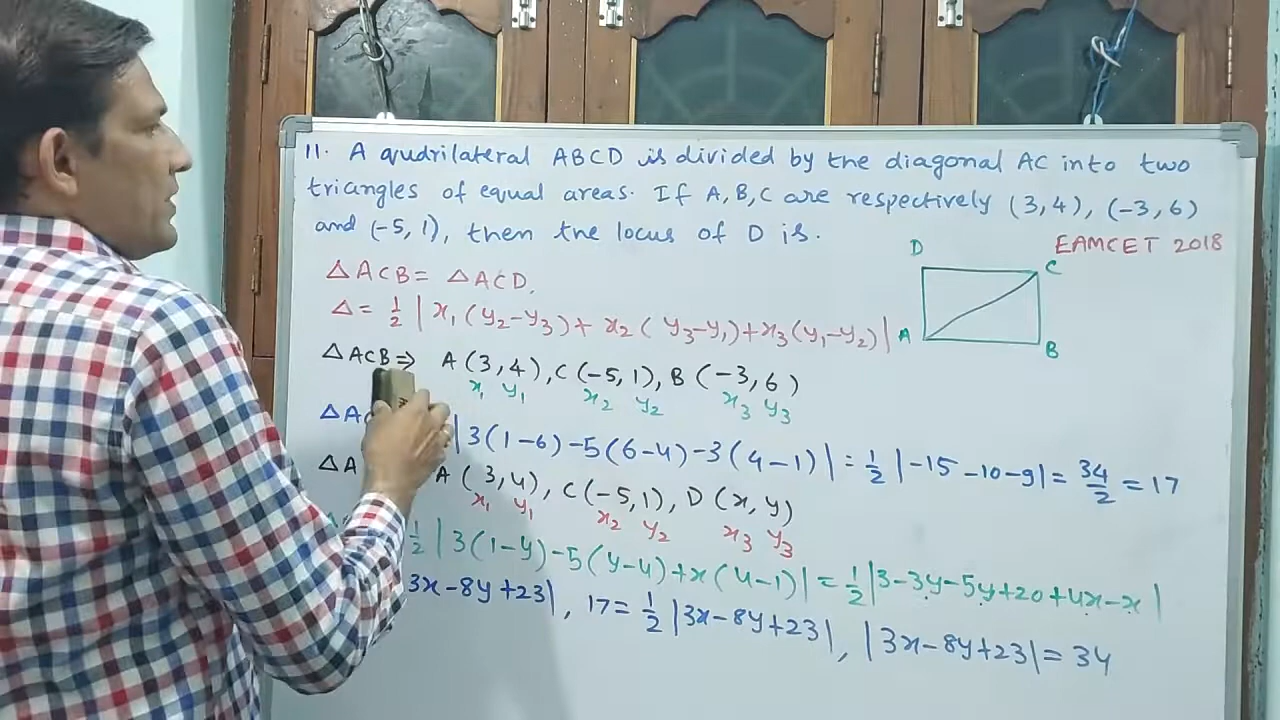 11. A qudrilateral ABCD is divided by the diagonal AC into two
triangles of equal areas. If A, B, C are respectively (3,4), (-3,6)
and (-5,1), then the locus of D is.
EAMCET 2018
D
C
A
B
△ACB = △ACD,
△ = 1/2 | x₁(y₂-y₃) + x₂(y₃-y₁) + x₃(y₁-y₂) |
△ACB ⇒ A(3,4), C(-5,1), B(-3,6)
x₁ y₁ x₂ y₂ x₃ y₃
△AC | 3(1-6) -5(6-4) -3(4-1) | = 1/2 | -15 -10 -9 | = 34/2 = 17
△A A(3,4), C(-5,1), D(x,y)
x₁ y₁ x₂ y₂ x₃ y₃
1/2 | 3(1-y) -5(y-4) + x(4-1) | = 1/2 | 3-3y-5y+20+4x-x |
3x-8y+23 |, 17 = 1/2 | 3x-8y+23 |, | 3x-8y+23 | = 34